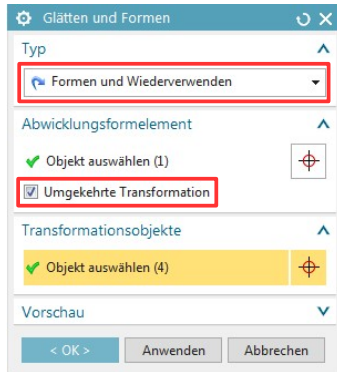 Glätten und Formen
Typ
Formen und Wiederverwenden
Abwicklungsformelement
Objekt auswählen (1)
Umgekehrte Transformation
Transformationsobjekte
Objekt auswählen (4)
Vorschau
< OK > Anwenden Abbrechen